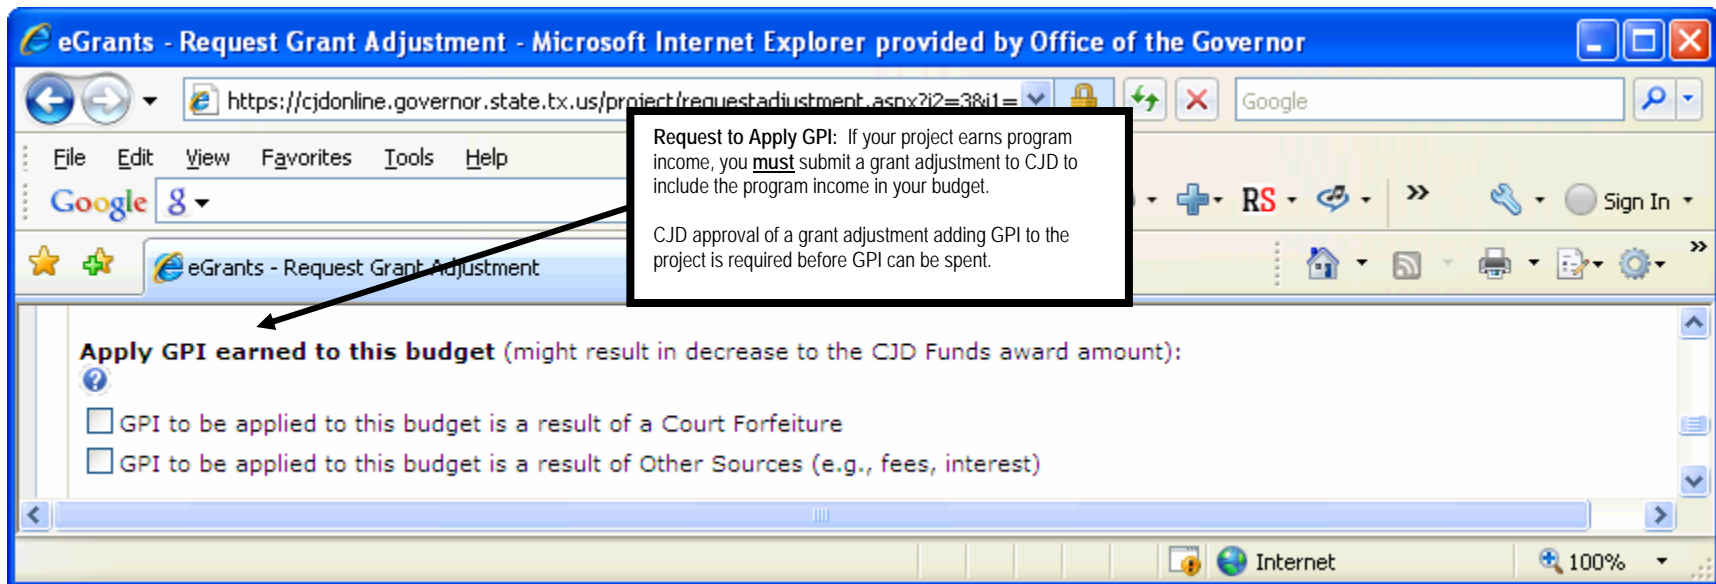 eGrants - Request Grant Adjustment - Microsoft Internet Explorer provided by Office of the Governor
https://cjdonline.governor.state.tx.us/project/requestadjustment.aspx?i2=3&i1=
Google
File Edit View Favorites Tools Help
Google
RS
»
Sign In
eGrants - Request Grant Adjustment
»
Request to Apply GPI: If your project earns program
income, you must submit a grant adjustment to CJD to
include the program income in your budget.
CJD approval of a grant adjustment adding GPI to the
project is required before GPI can be spent.
Apply GPI earned to this budget (might result in decrease to the CJD Funds award amount):
GPI to be applied to this budget is a result of a Court Forfeiture
GPI to be applied to this budget is a result of Other Sources (e.g., fees, interest)
Internet
100%